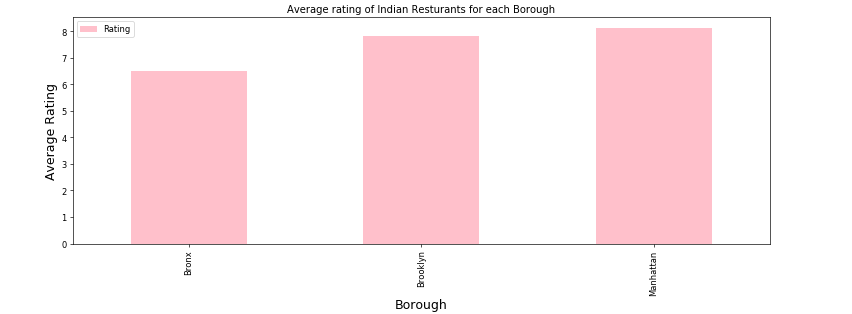 Average rating of Indian Resturants for each Borough
Rating
Average Rating
8
7
6
5
4
3
2
1
0
Bronx
Brooklyn
Manhattan
Borough